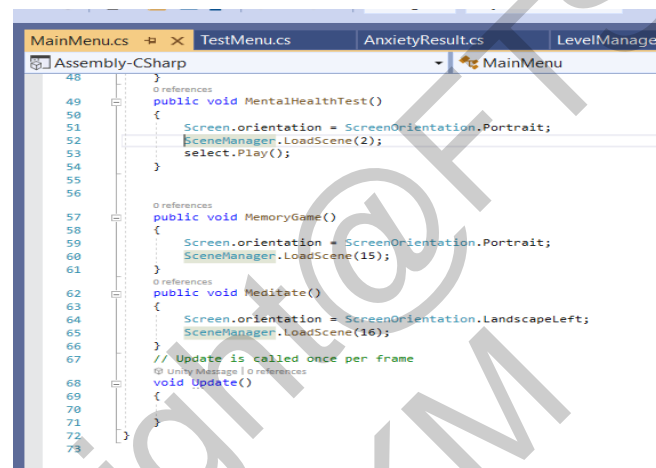 MainMenu.cs TestMenu.cs AnxietyResult.cs LevelManage
Assembly-CSharp MainMenu
48 }
0 references
49 public void MentalHealthTest()
50 {
51 Screen.orientation = ScreenOrientation.Portrait;
52 SceneManager.LoadScene(2);
53 select.Play();
54 }
55
56
0 references
57 public void MemoryGame()
58 {
59 Screen.orientation = ScreenOrientation.Portrait;
60 SceneManager.LoadScene(15);
61 }
0 references
62 public void Meditate()
63 {
64 Screen.orientation = ScreenOrientation.LandscapeLeft;
65 SceneManager.LoadScene(16);
66 }
67 // Update is called once per frame
Unity Message | 0 references
68 void Update()
69 {
70
71 }
72 }
73
ight@FTS
KM